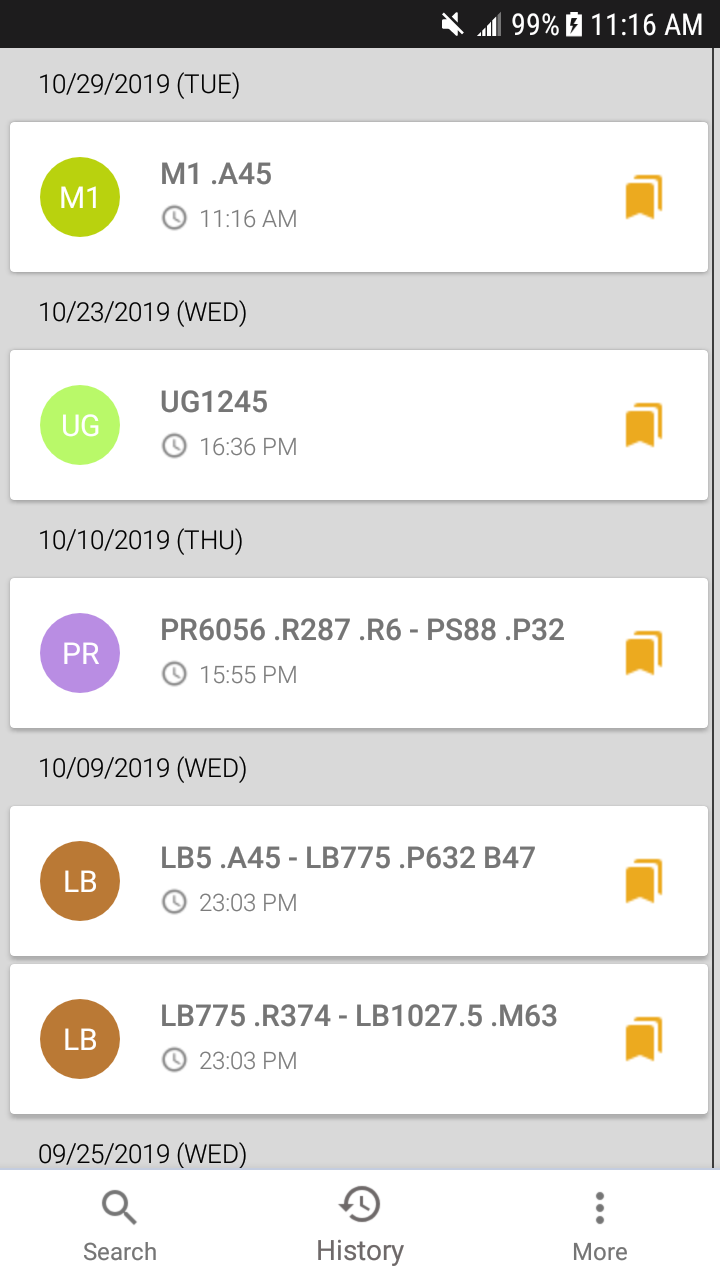 99% 11:16 AM
10/29/2019 (TUE)
M1
M1 .A45
11:16 AM
10/23/2019 (WED)
UG
UG1245
16:36 PM
10/10/2019 (THU)
PR
PR6056 .R287 .R6 - PS88 .P32
15:55 PM
10/09/2019 (WED)
LB
LB5 .A45 - LB775 .P632 B47
23:03 PM
LB
LB775 .R374 - LB1027.5 .M63
23:03 PM
09/25/2019 (WED)
Search
History
More